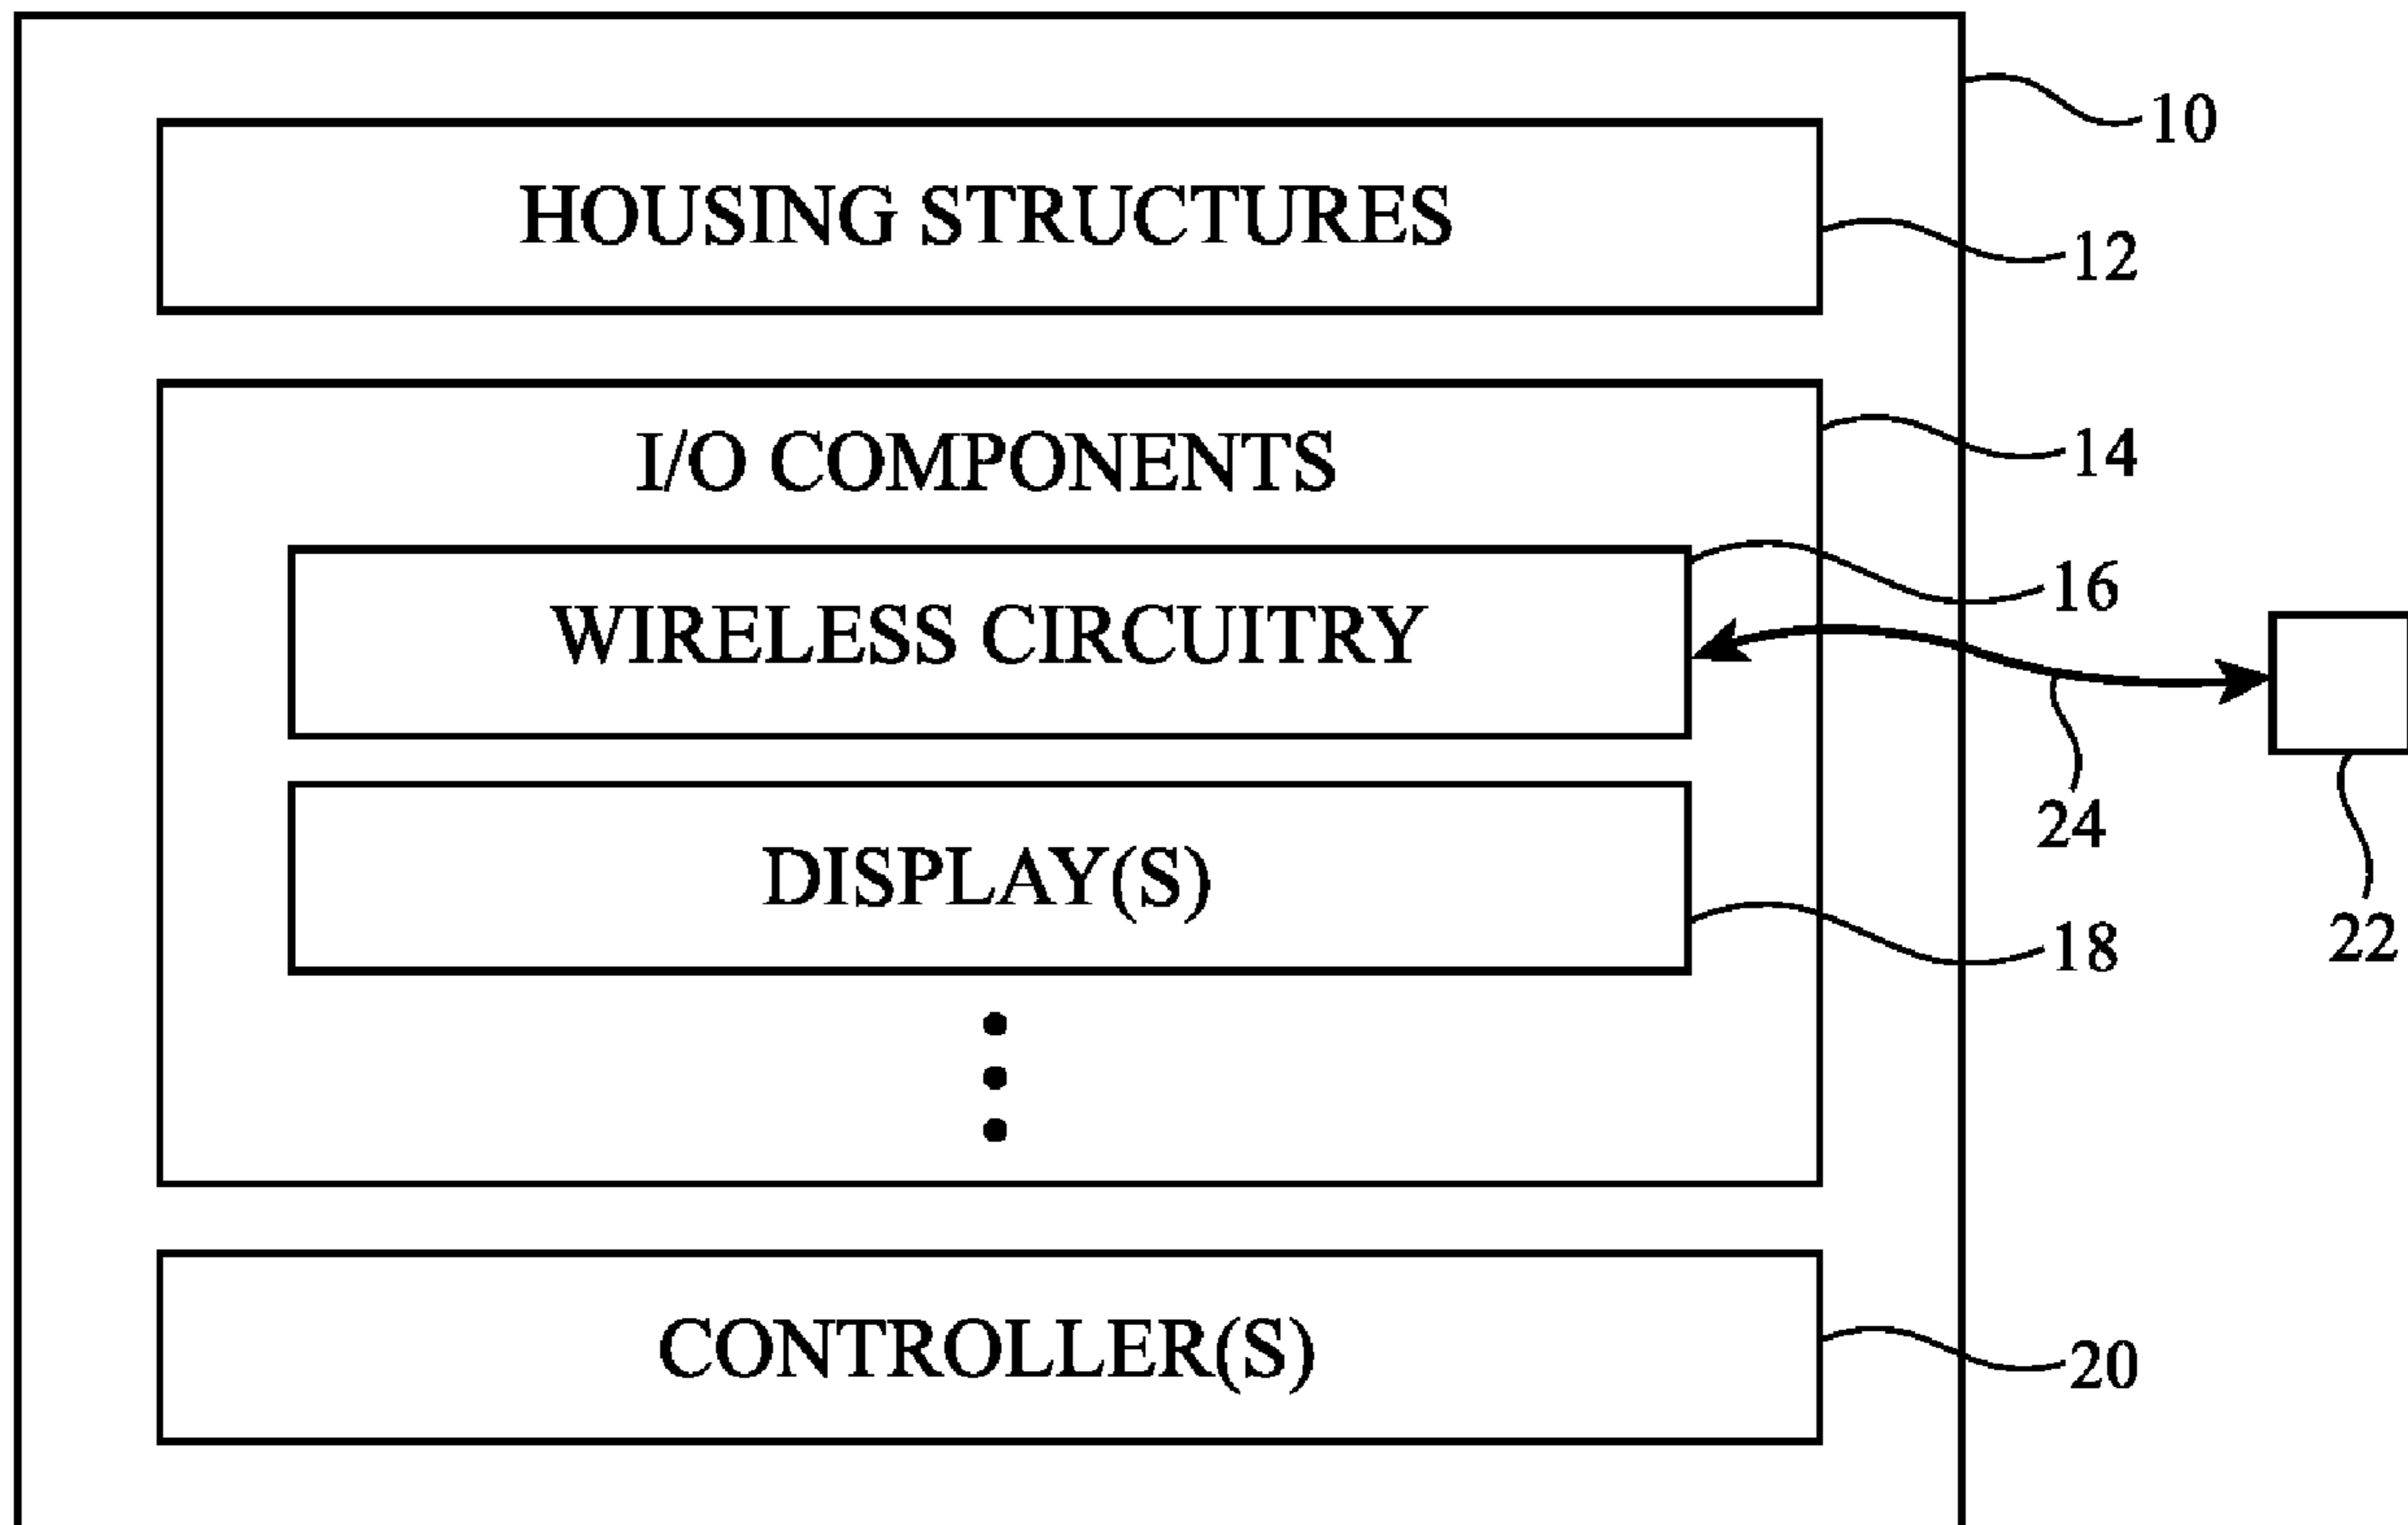 10
HOUSING STRUCTURES
12
I/O COMPONENTS
14
WIRELESS CIRCUITRY
16
24
22
DISPLAY(S)
18
CONTROLLER(S)
20